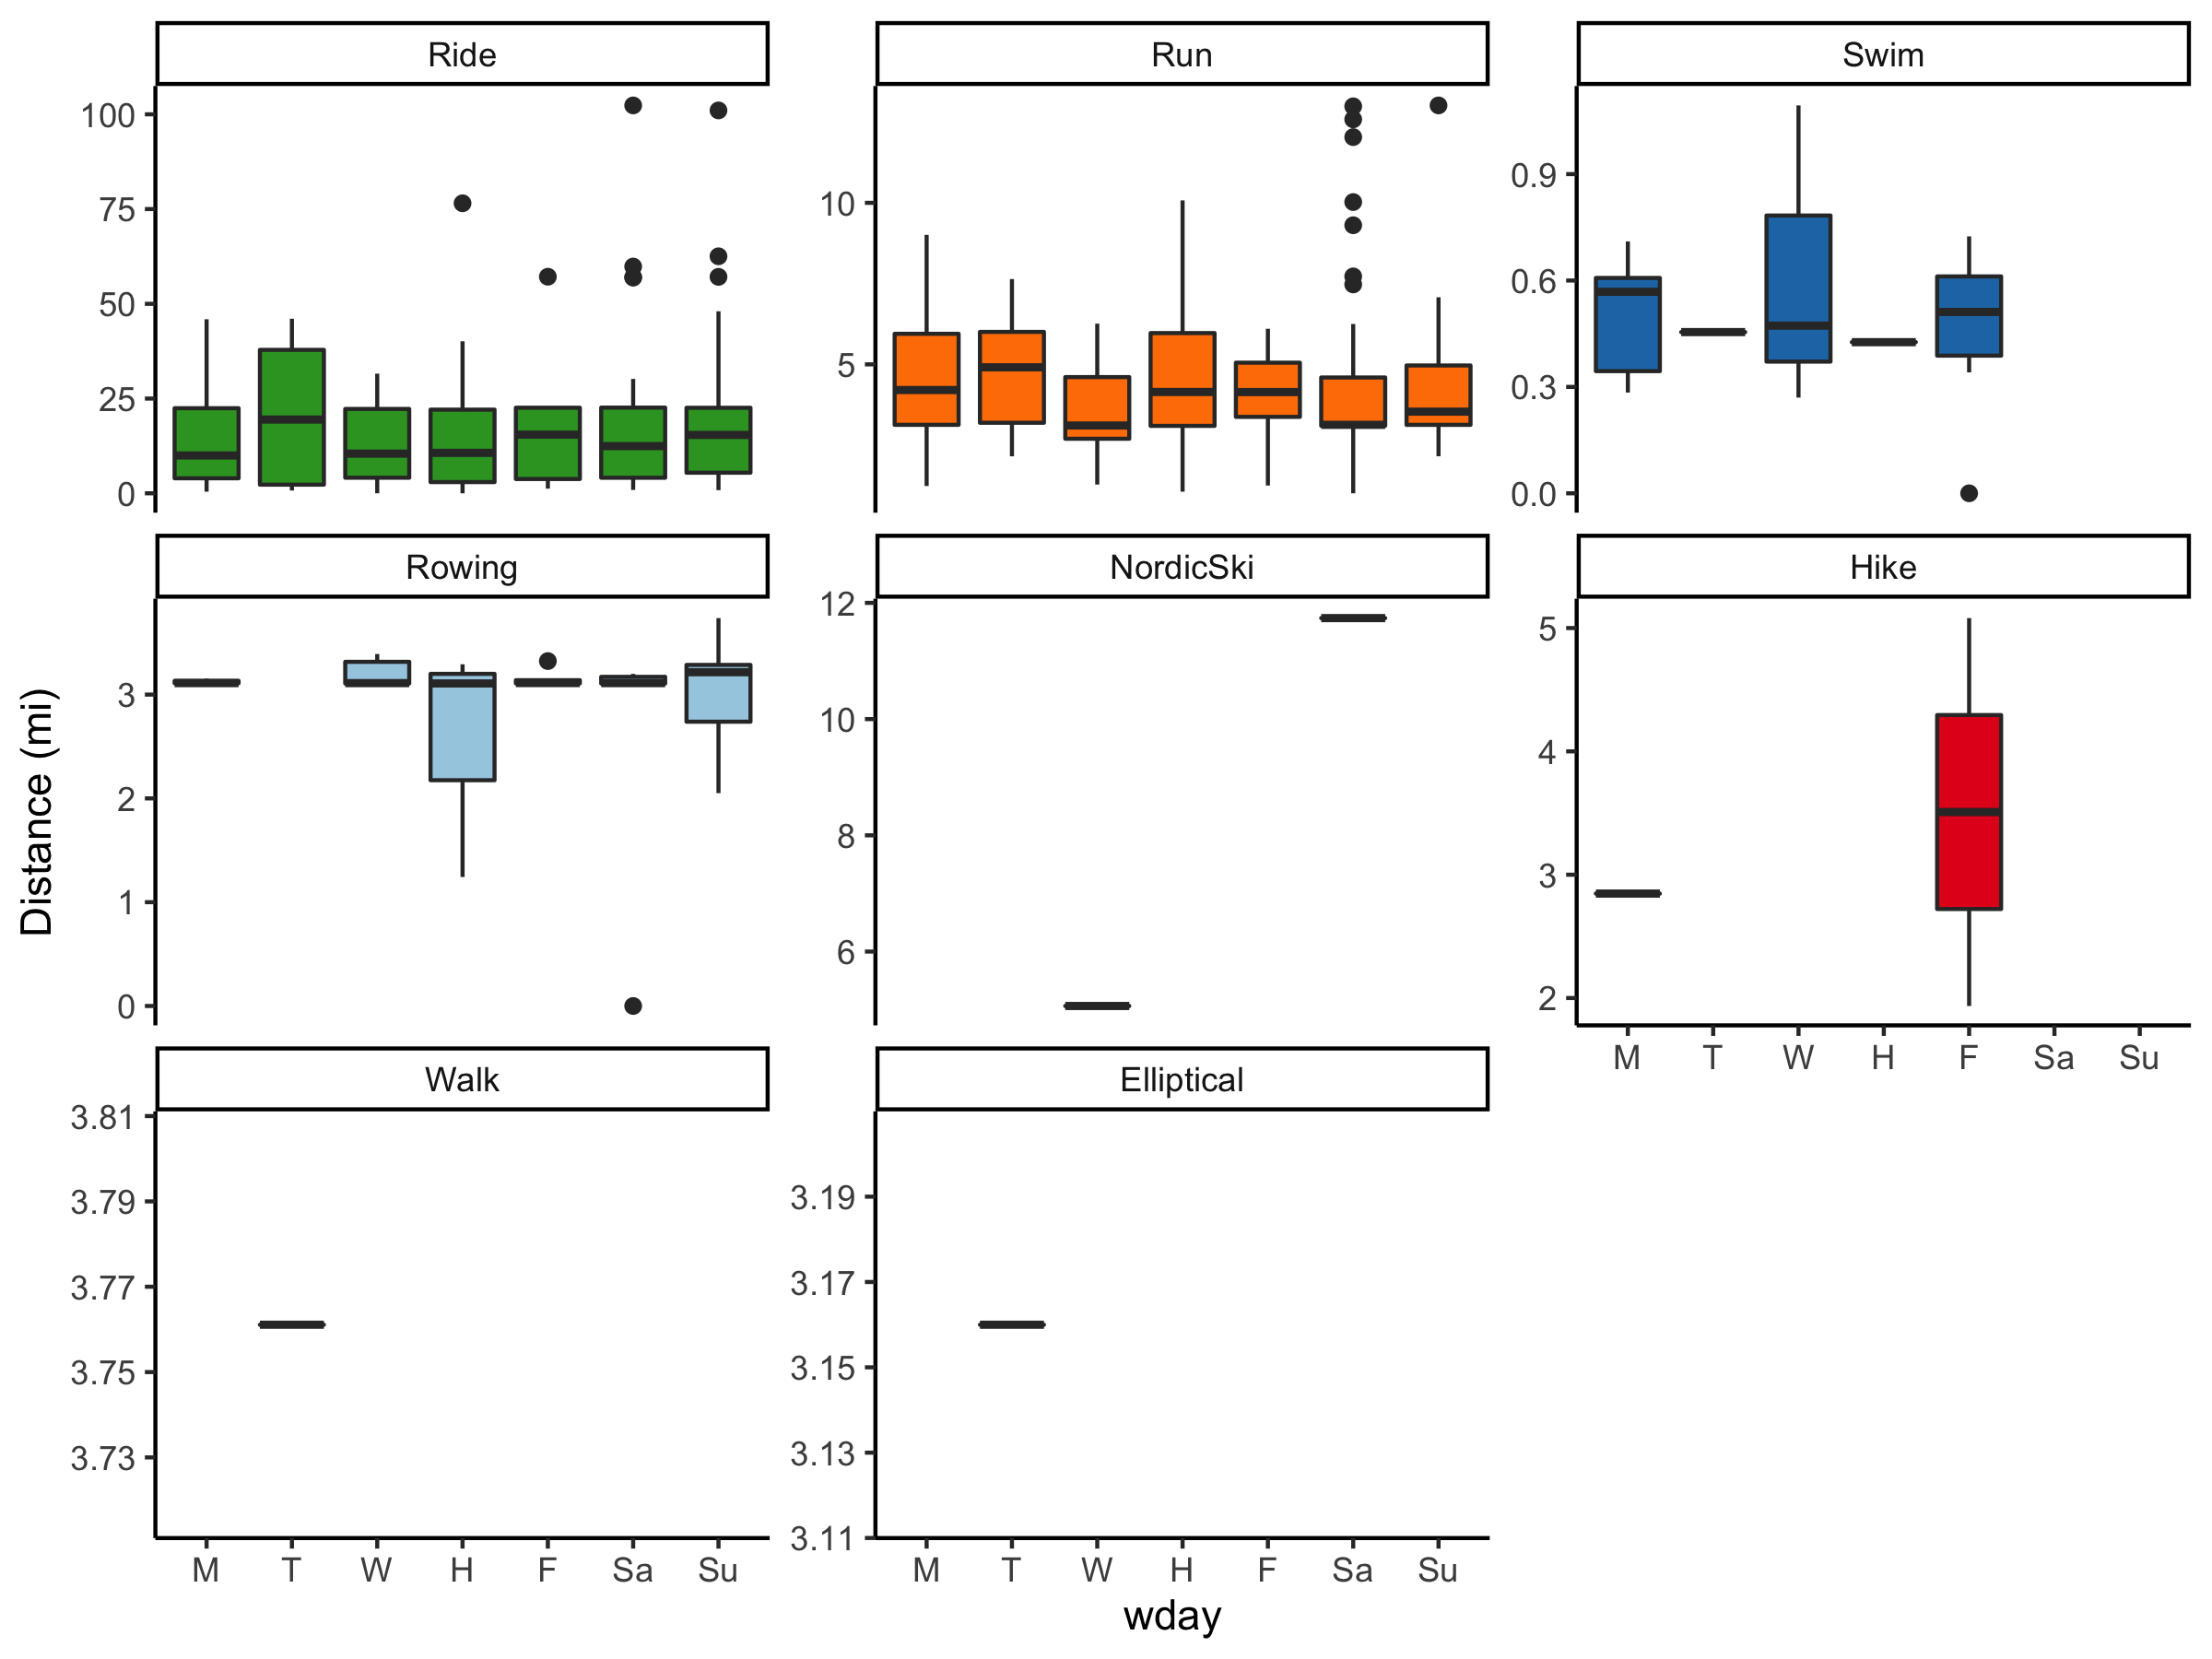 Ride
Run
Swim
100
75
50
25
0
10
5
0.9
0.6
0.3
0.0
Rowing
NordicSki
Hike
3
2
1
0
12
10
8
6
5
4
3
2
M T W H F Sa Su
Distance (mi)
Walk
Elliptical
3.81
3.79
3.77
3.75
3.73
3.19
3.17
3.15
3.13
3.11
M T W H F Sa Su
M T W H F Sa Su
wday